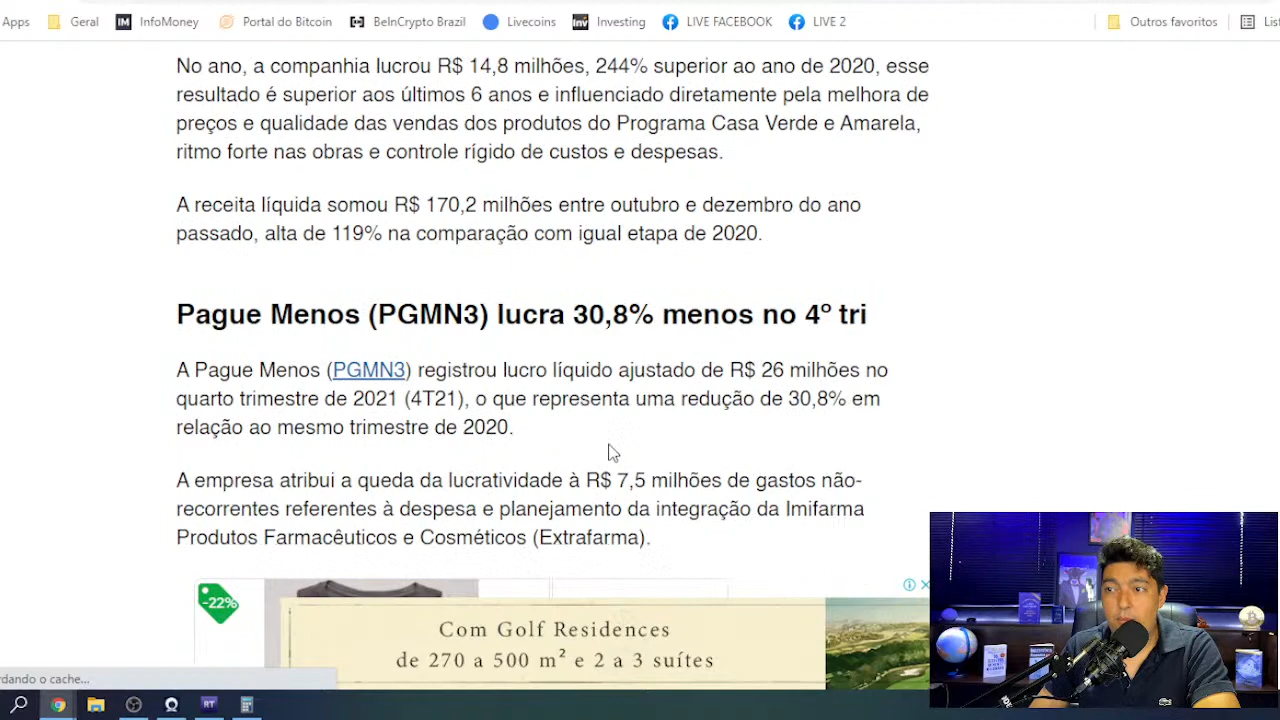 Apps
Geral
IM
InfoMoney
Portal do Bitcoin
BeInCrypto Brazil
Livecoins
Inv
Investing
LIVE FACEBOOK
LIVE 2
Outros favoritos
No ano, a companhia lucrou R$ 14,8 milhões, 244% superior ao ano de 2020, esse
resultado é superior aos últimos 6 anos e influenciado diretamente pela melhora de
preços e qualidade das vendas dos produtos do Programa Casa Verde e Amarela,
ritmo forte nas obras e controle rígido de custos e despesas.
A receita líquida somou R$ 170,2 milhões entre outubro e dezembro do ano
passado, alta de 119% na comparação com igual etapa de 2020.
Pague Menos (PGMN3) lucra 30,8% menos no 4º tri
A Pague Menos (PGMN3) registrou lucro líquido ajustado de R$ 26 milhões no
quarto trimestre de 2021 (4T21), o que representa uma redução de 30,8% em
relação ao mesmo trimestre de 2020.
A empresa atribui a queda da lucratividade à R$ 7,5 milhões de gastos não-
recorrentes referentes à despesa e planejamento da integração da Imifarma
Produtos Farmacêuticos e Cosméticos (Extrafarma).
-22%
Com Golf Residences
de 270 a 500 m² e 2 a 3 suítes
rdando o cache...
RT